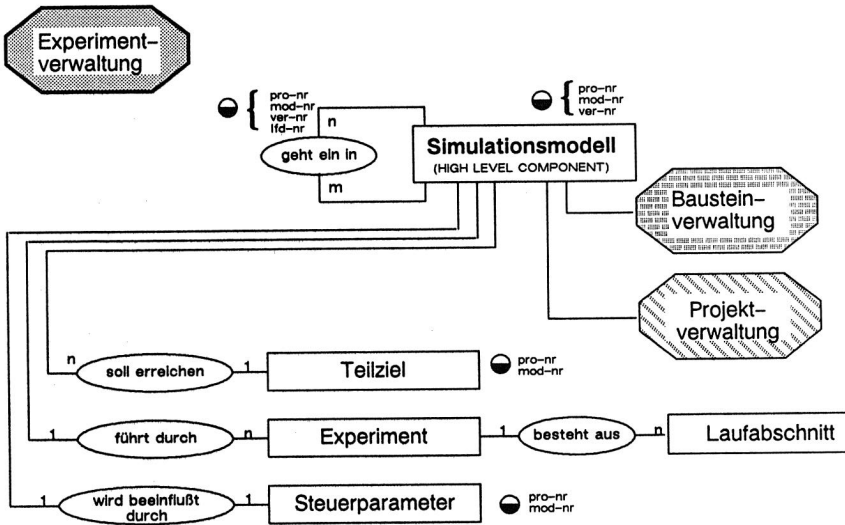 Experiment-
verwaltung
pro-nr
mod-nr
ver-nr
lfd-nr
n
geht ein in
m
pro-nr
mod-nr
ver-nr
Simulationsmodell
(HIGH LEVEL COMPONENT)
Baustein-
verwaltung
Projekt-
verwaltung
n
soll erreichen
1
Teilziel
pro-nr
mod-nr
1
führt durch
n
Experiment
1
besteht aus
n
Laufabschnitt
1
wird beeinflußt
durch
1
Steuerparameter
pro-nr
mod-nr